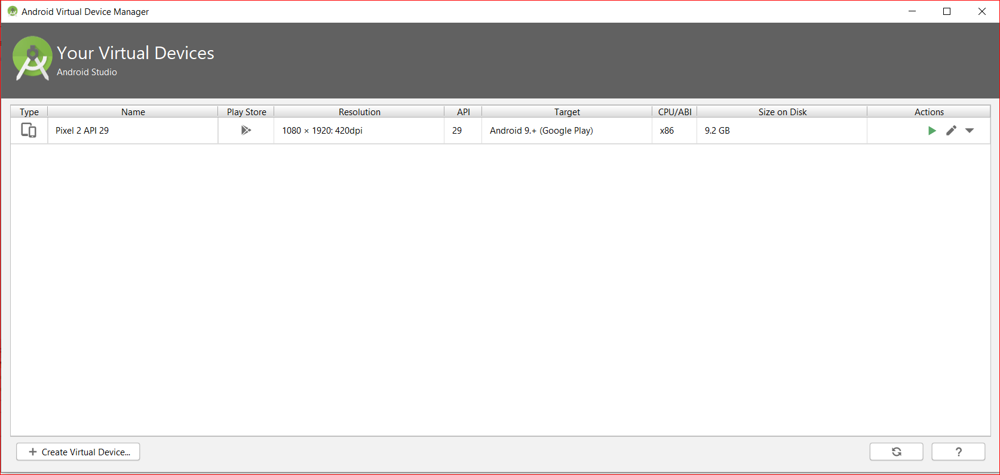 Android Virtual Device Manager
Your Virtual Devices
Android Studio
Type Name Play Store Resolution API Target CPU/ABI Size on Disk Actions
Pixel 2 API 29 1080 × 1920: 420dpi 29 Android 9.+ (Google Play) x86 9.2 GB
+ Create Virtual Device... ?